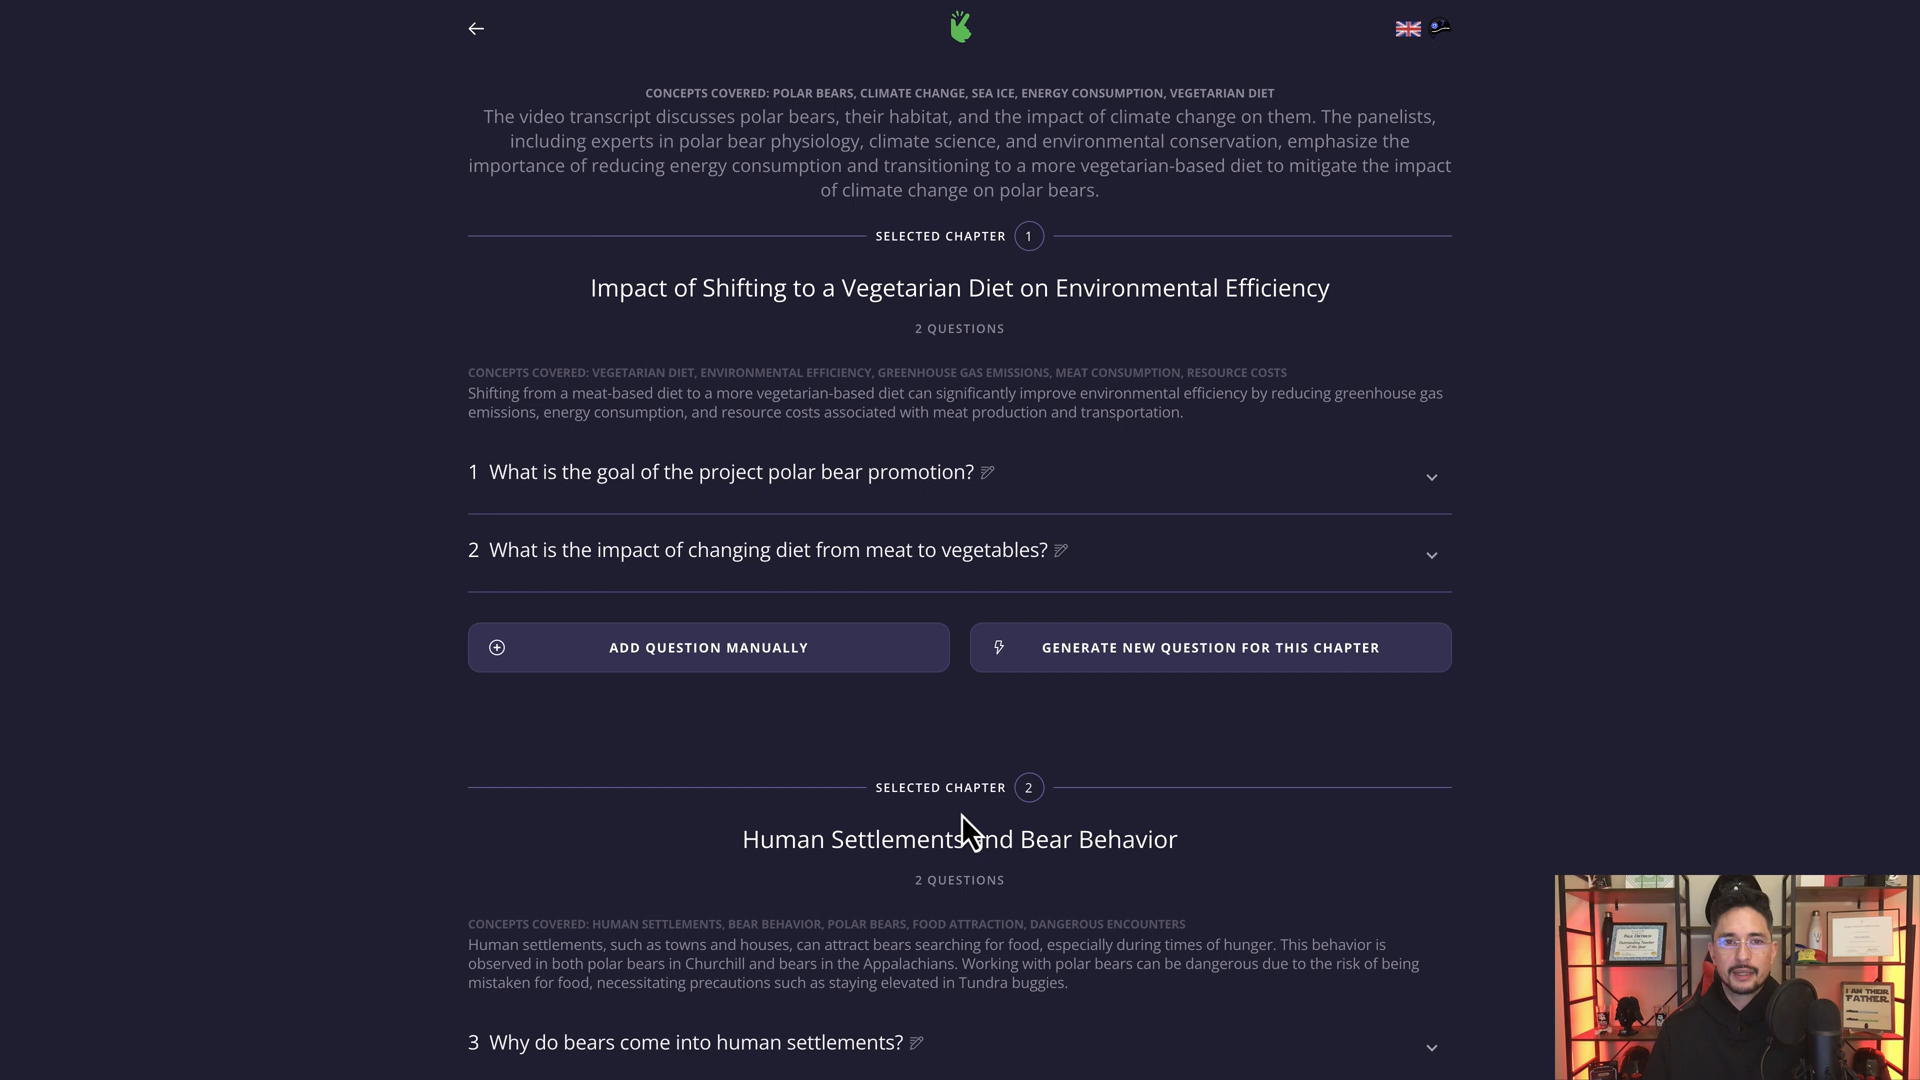 CONCEPTS COVERED: POLAR BEARS, CLIMATE CHANGE, SEA ICE, ENERGY CONSUMPTION, VEGETARIAN DIET
The video transcript discusses polar bears, their habitat, and the impact of climate change on them. The panelists,
including experts in polar bear physiology, climate science, and environmental conservation, emphasize the
importance of reducing energy consumption and transitioning to a more vegetarian-based diet to mitigate the impact
of climate change on polar bears.
SELECTED CHAPTER 1
Impact of Shifting to a Vegetarian Diet on Environmental Efficiency
2 QUESTIONS
CONCEPTS COVERED: VEGETARIAN DIET, ENVIRONMENTAL EFFICIENCY, GREENHOUSE GAS EMISSIONS, MEAT CONSUMPTION, RESOURCE COSTS
Shifting from a meat-based diet to a more vegetarian-based diet can significantly improve environmental efficiency by reducing greenhouse gas
emissions, energy consumption, and resource costs associated with meat production and transportation.
1 What is the goal of the project polar bear promotion?
2 What is the impact of changing diet from meat to vegetables?
ADD QUESTION MANUALLY
GENERATE NEW QUESTION FOR THIS CHAPTER
SELECTED CHAPTER 2
Human Settlements and Bear Behavior
2 QUESTIONS
CONCEPTS COVERED: HUMAN SETTLEMENTS, BEAR BEHAVIOR, POLAR BEARS, FOOD ATTRACTION, DANGEROUS ENCOUNTERS
Human settlements, such as towns and houses, can attract bears searching for food, especially during times of hunger. This behavior is
observed in both polar bears in Churchill and bears in the Appalachians. Working with polar bears can be dangerous due to the risk of being
mistaken for food, necessitating precautions such as staying elevated in Tundra buggies.
3 Why do bears come into human settlements?
I AM THEIR
FATHER.